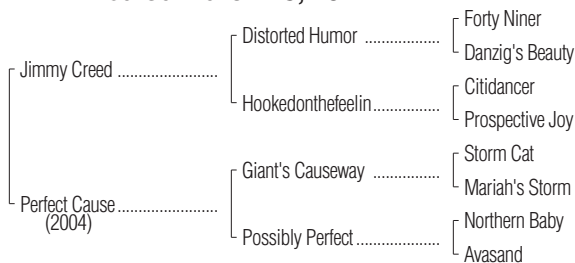 Forty Niner
Distorted Humor ..................
Danzig's Beauty
Jimmy Creed ........................
Citidancer
Hookedonthefeelin................
Prospective Joy
Storm Cat
Giant's Causeway ................
Mariah's Storm
Perfect Cause ........................
(2004)
Northern Baby
Possibly Perfect ....................
Avasand